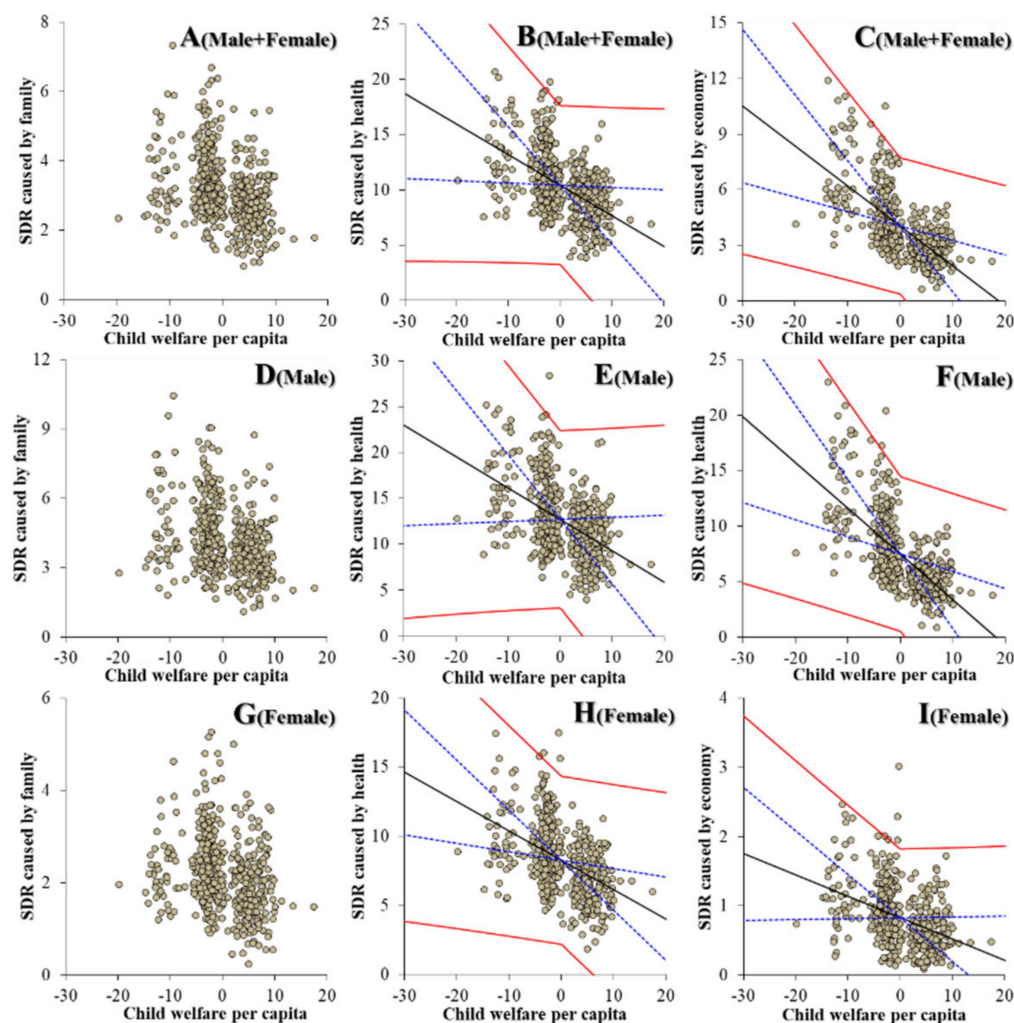 A(Male+Female)
SDR caused by family
8
6
4
2
0
-30 -20 -10 0 10 20
Child welfare per capita
B(Male+Female)
SDR caused by health
25
20
15
10
5
0
-30 -20 -10 0 10 20
Child welfare per capita
C(Male+Female)
SDR caused by economy
15
12
9
6
3
0
-30 -20 -10 0 10 20
Child welfare per capita
D(Male)
SDR caused by family
12
9
6
3
0
-30 -20 -10 0 10 20
Child welfare per capita
E(Male)
SDR caused by health
30
25
20
15
10
5
0
-30 -20 -10 0 10 20
Child welfare per capita
F(Male)
SDR caused by health
25
20
15
10
5
0
-30 -20 -10 0 10 20
Child welfare per capita
G(Female)
SDR caused by family
6
4
2
0
-30 -20 -10 0 10 20
Child welfare per capita
H(Female)
SDR caused by health
20
15
10
5
0
-30 -20 -10 0 10 20
Child welfare per capita
I(Female)
SDR caused by economy
4
3
2
1
0
-30 -20 -10 0 10 20
Child welfare per capita